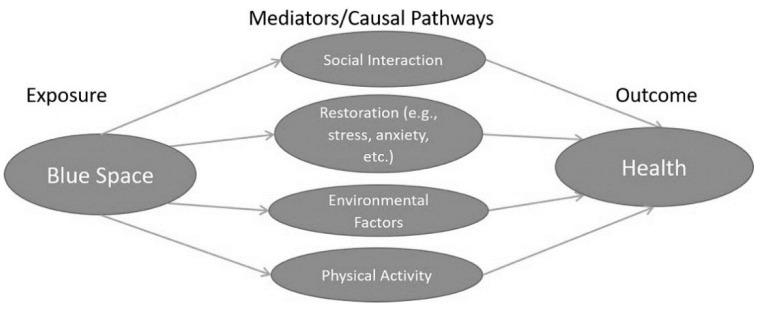 Mediators/Causal Pathways
Social Interaction
Exposure
Outcome
Restoration (e.g.,
stress, anxiety,
etc.)
Blue Space
Health
Environmental
Factors
Physical Activity